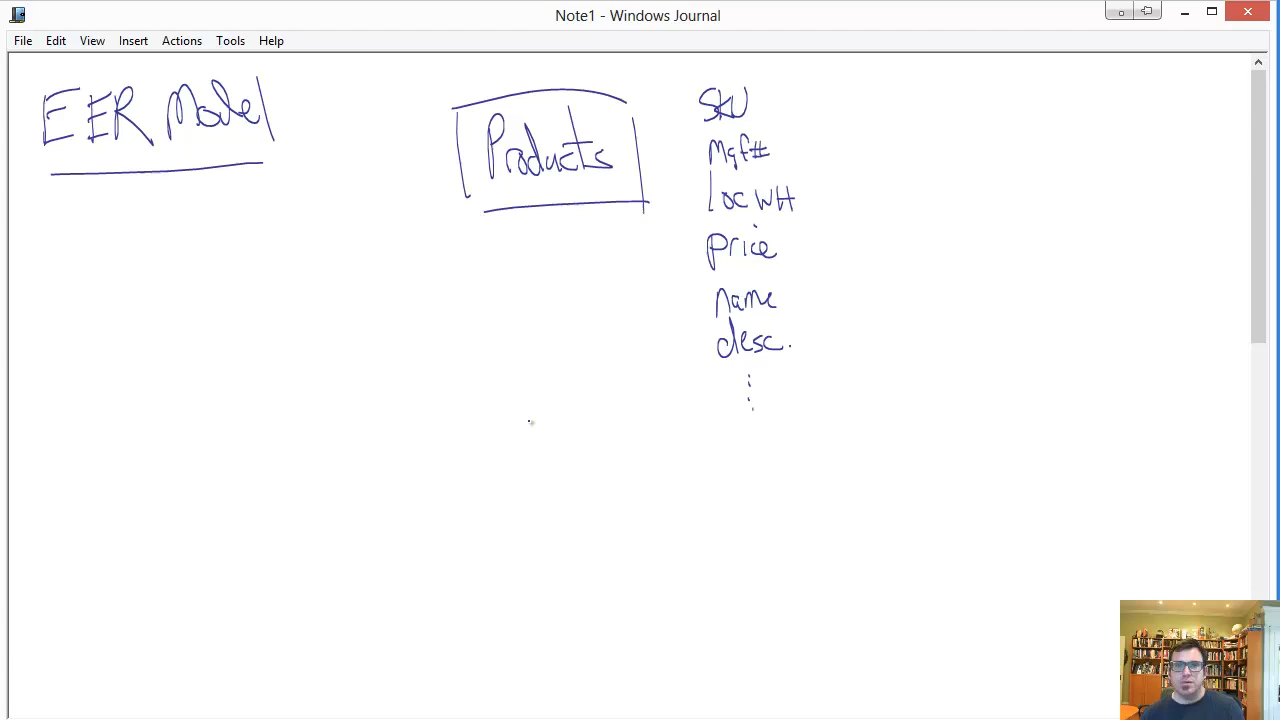 Note1 - Windows Journal
File Edit View Insert Actions Tools Help
EER Model
Products
SKU
Mgf#
Loc WH
price
name
desc.